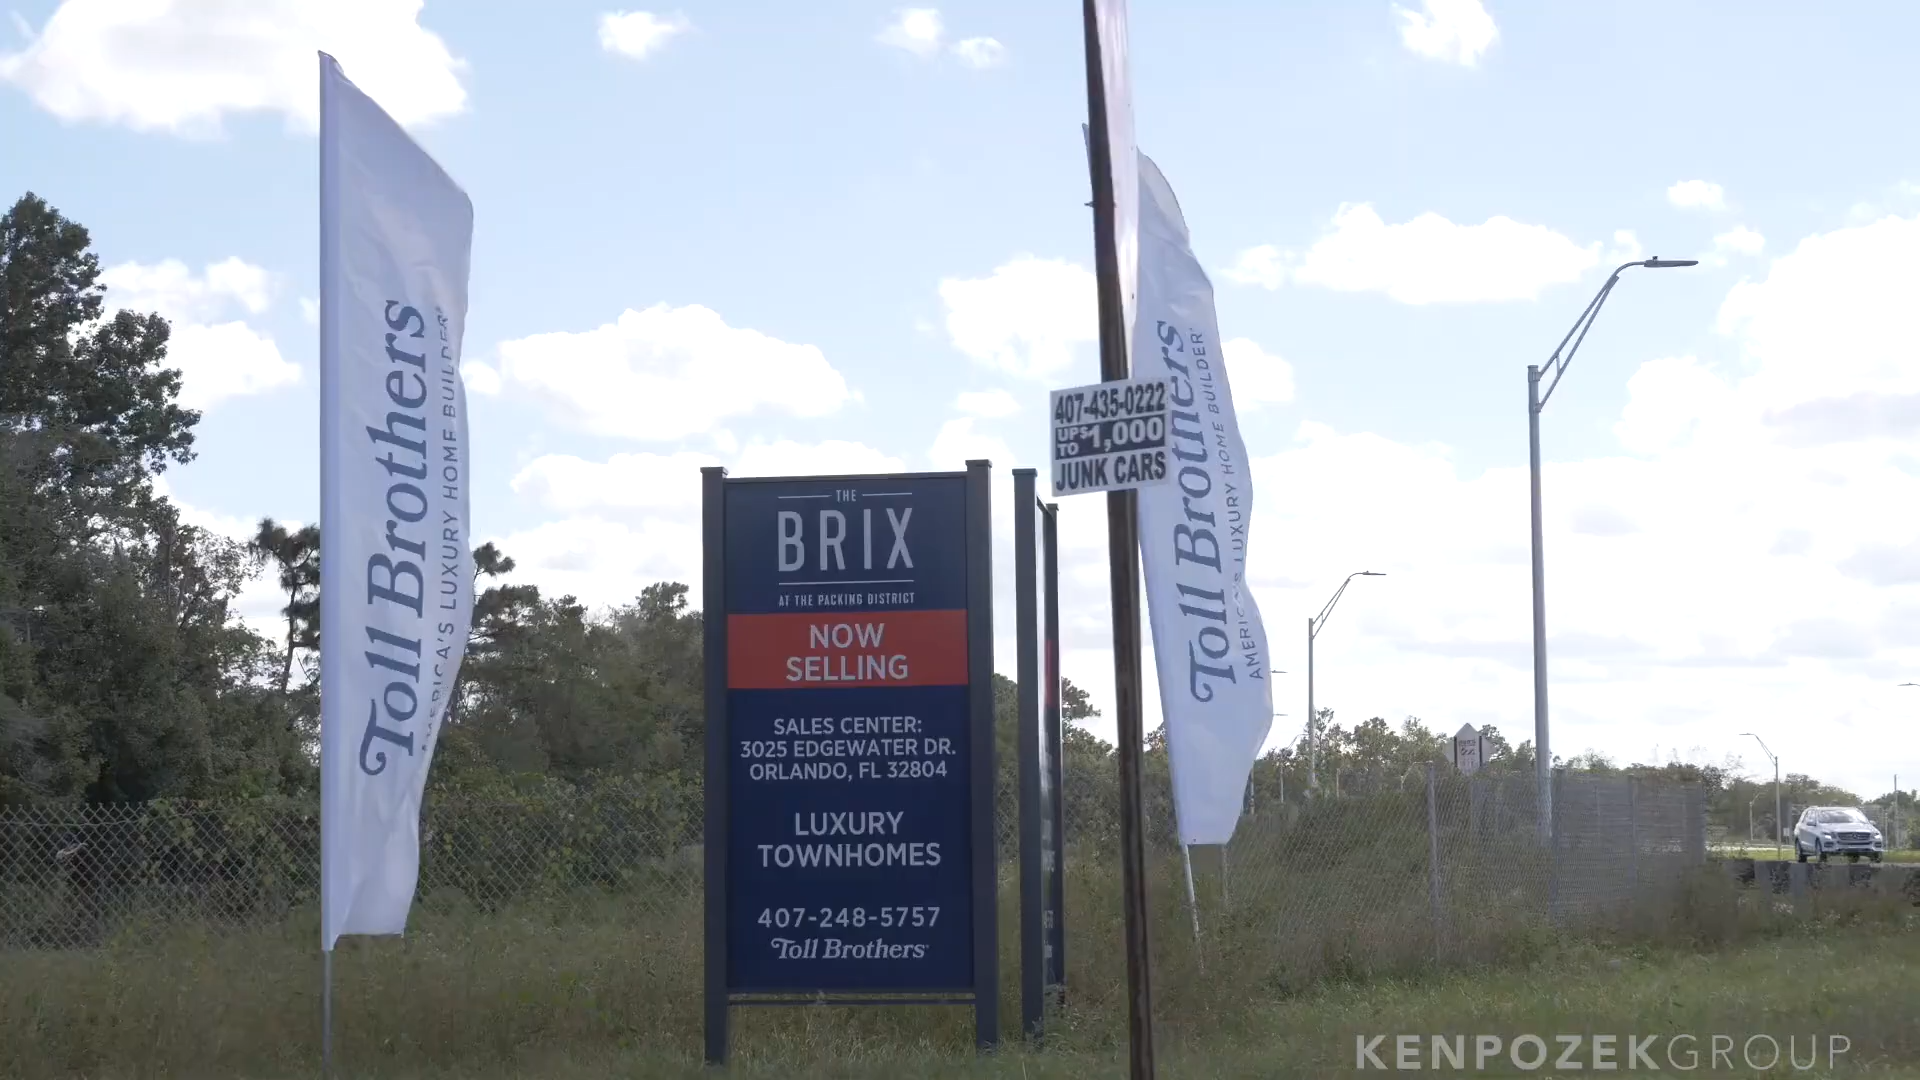 Toll Brothers
AMERICA'S LUXURY HOME BUILDER
THE
BRIX
AT THE PACKING DISTRICT
NOW
SELLING
SALES CENTER:
3025 EDGEWATER DR.
ORLANDO, FL 32804
LUXURY
TOWNHOMES
407-248-5757
Toll Brothers
407-435-0222
UP TO $1,000
JUNK CARS
Toll Brothers
AMERICA'S LUXURY HOME BUILDER
KENPOZEKGROUP